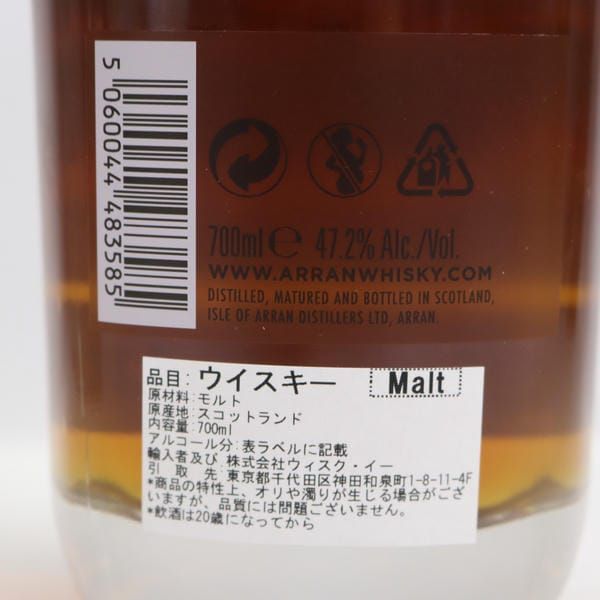 5 060044 483585
700ml e 47.2% Alc./Vol.
WWW.ARRANWHISKY.COM
DISTILLED, MATURED AND BOTTLED IN SCOTLAND,
ISLE OF ARRAN DISTILLERS LTD, ARRAN.
品目: ウイスキー Malt
原材料:モルト
原産地:スコットランド
内容量:700ml
アルコール分:表ラベルに記載
輸入者及び 株式会社ウィスク・イー
引 取 先:東京都千代田区神田和泉町1-8-11-4F
*商品の特性上、オリや濁りが生じる場合がござ
いますが、品質には問題ございません。
*飲酒は20歳になってから